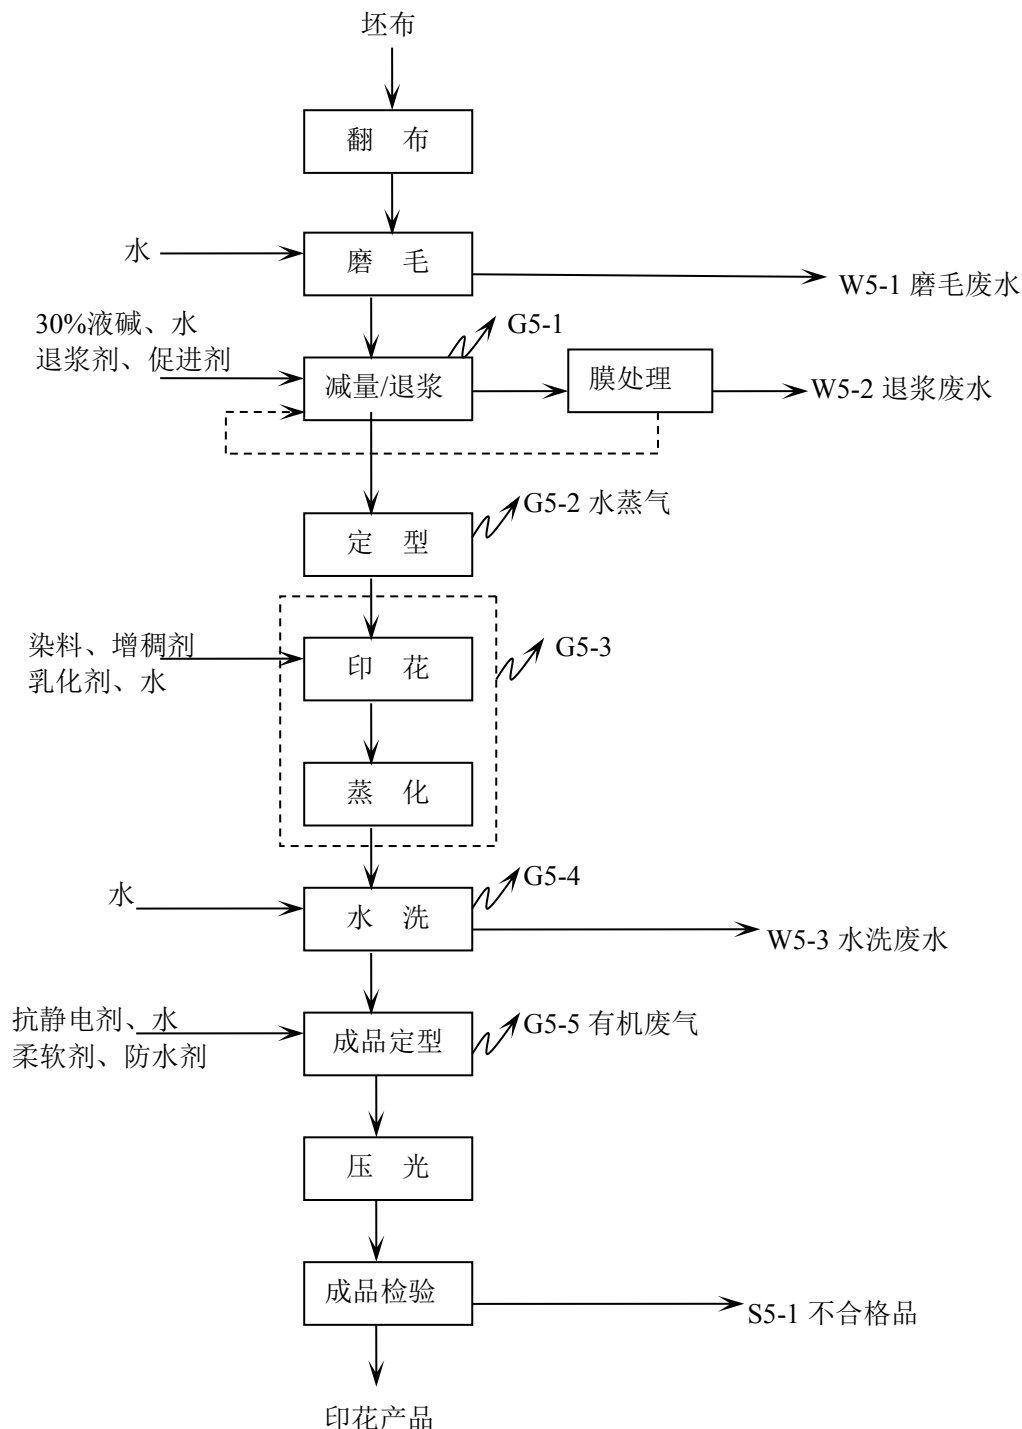 坯布
翻 布
水
磨 毛
W5-1 磨毛废水
30%液碱、水
退浆剂、促进剂
G5-1
减量/退浆
膜处理
W5-2 退浆废水
G5-2 水蒸气
定 型
染料、增稠剂
乳化剂、水
印 花
G5-3
蒸 化
水
G5-4
水 洗
W5-3 水洗废水
抗静电剂、水
柔软剂、防水剂
成品定型
G5-5 有机废气
压 光
成品检验
S5-1 不合格品
印花产品